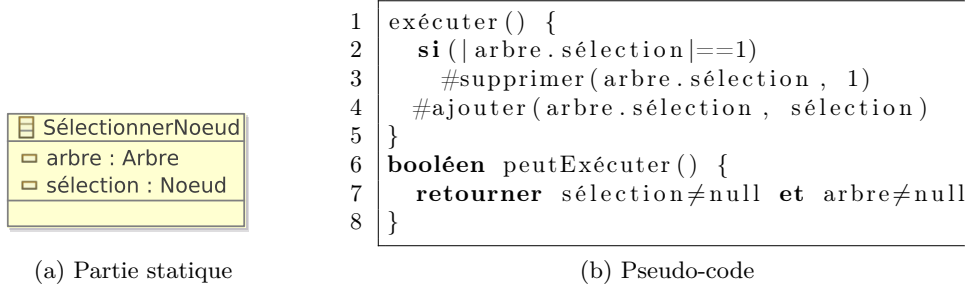 SélectionnerNoeud
arbre : Arbre
sélection : Noeud
(a) Partie statique
1 exécuter() {
2 si(|arbre.sélection|==1)
3 #supprimer(arbre.sélection, 1)
4 #ajouter(arbre.sélection, sélection)
5 }
6 booléen peutExécuter() {
7 retourner sélection≠null et arbre≠null
8 }
(b) Pseudo-code